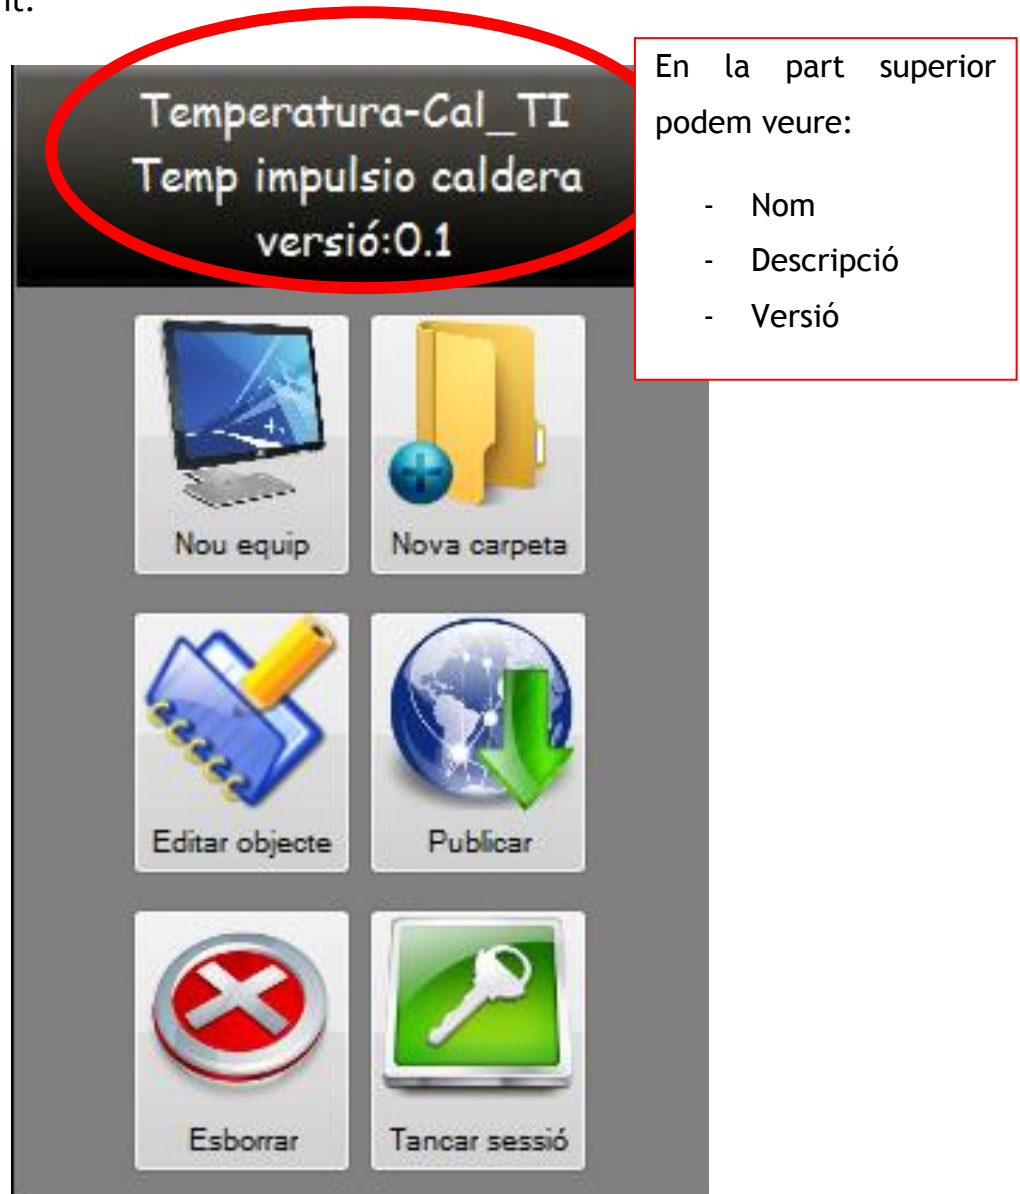 Temperatura-Cal_TI
Temp impulsio caldera
versió:0.1
En la part superior
podem veure:
- Nom
- Descripció
- Versió
Nou equip
Nova carpeta
Editar objecte
Publicar
Esborrar
Tancar sessió